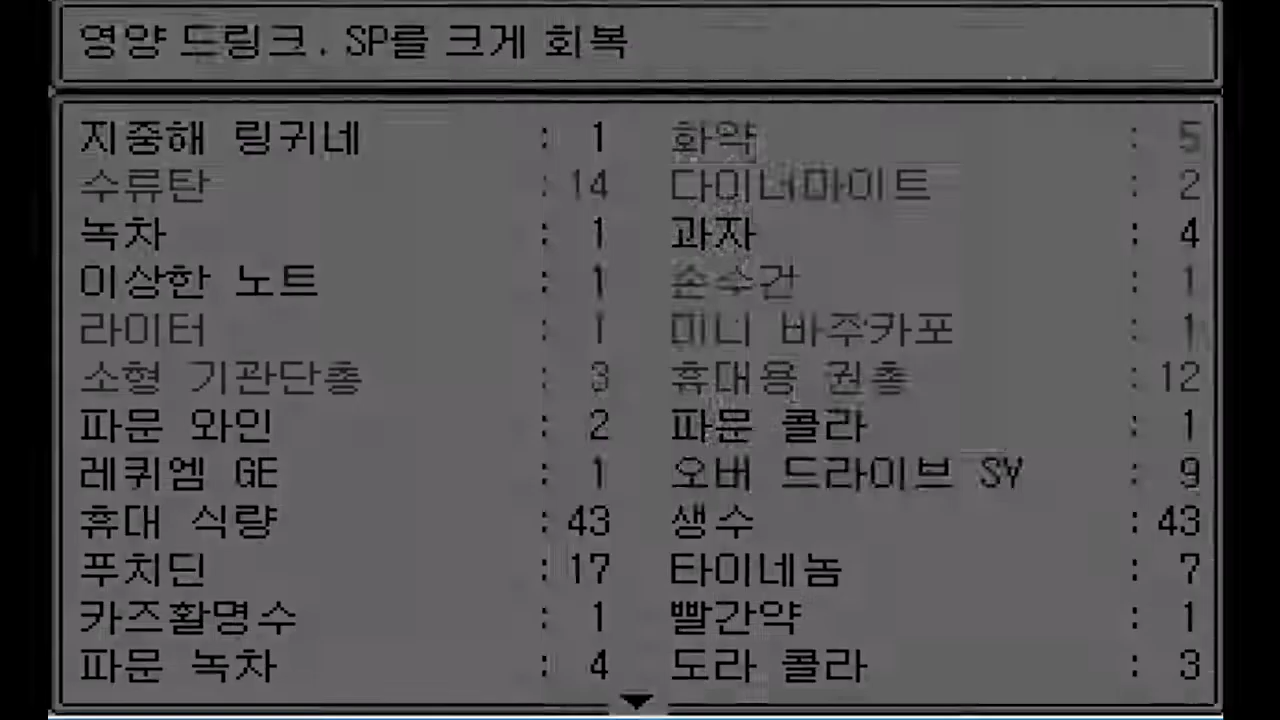 영양 드링크. SP를 크게 회복
지중해 링귀네 : 1 화약 : 5
수류탄 : 14 다이너마이트 : 2
녹차 : 1 과자 : 4
이상한 노트 : 1 손수건 : 1
라이터 : 1 미니 바주카포 : 1
소형 기관단총 : 3 휴대용 권총 : 12
파문 와인 : 2 파문 콜라 : 1
레퀴엠 GE : 1 오버 드라이브 SY : 9
휴대 식량 : 43 생수 : 43
푸치딘 : 17 타이네놈 : 7
카즈활명수 : 1 빨간약 : 1
파문 녹차 : 4 도라 콜라 : 3